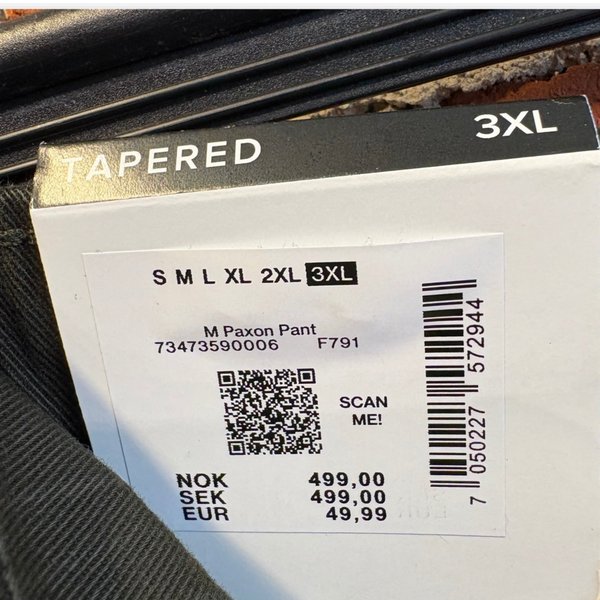 TAPERED 3XL
S M L XL 2XL 3XL
M Paxon Pant
73473590006 F791
SCAN
ME!
NOK 499,00
SEK 499,00
EUR 49,99
7 050227 572944